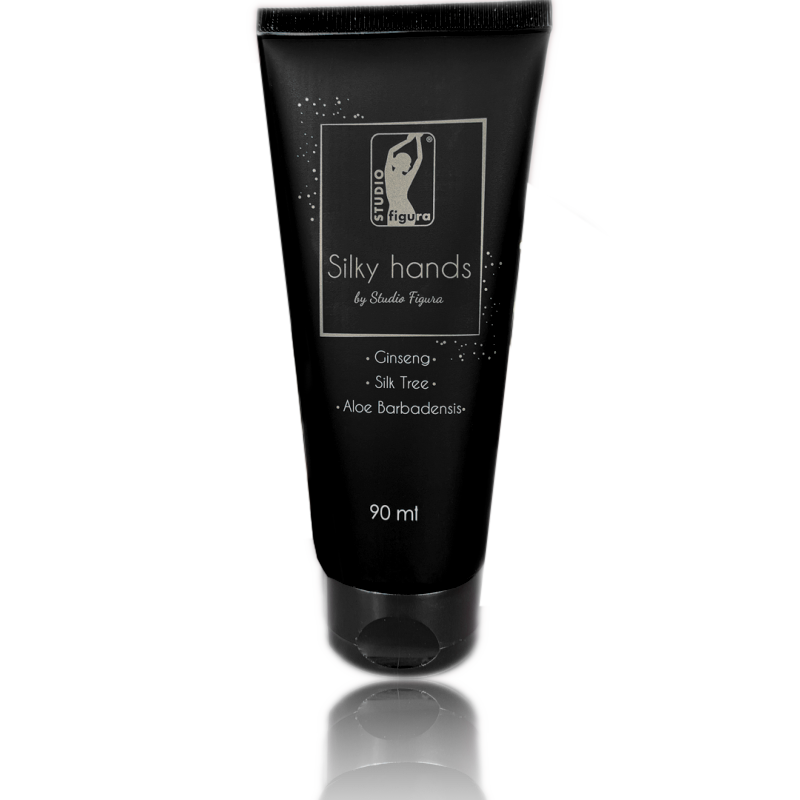 STUDIO
figura
®
Silky hands
by Studio Figura
• Ginseng •
• Silk Tree •
• Aloe Barbadensis •
90 ml